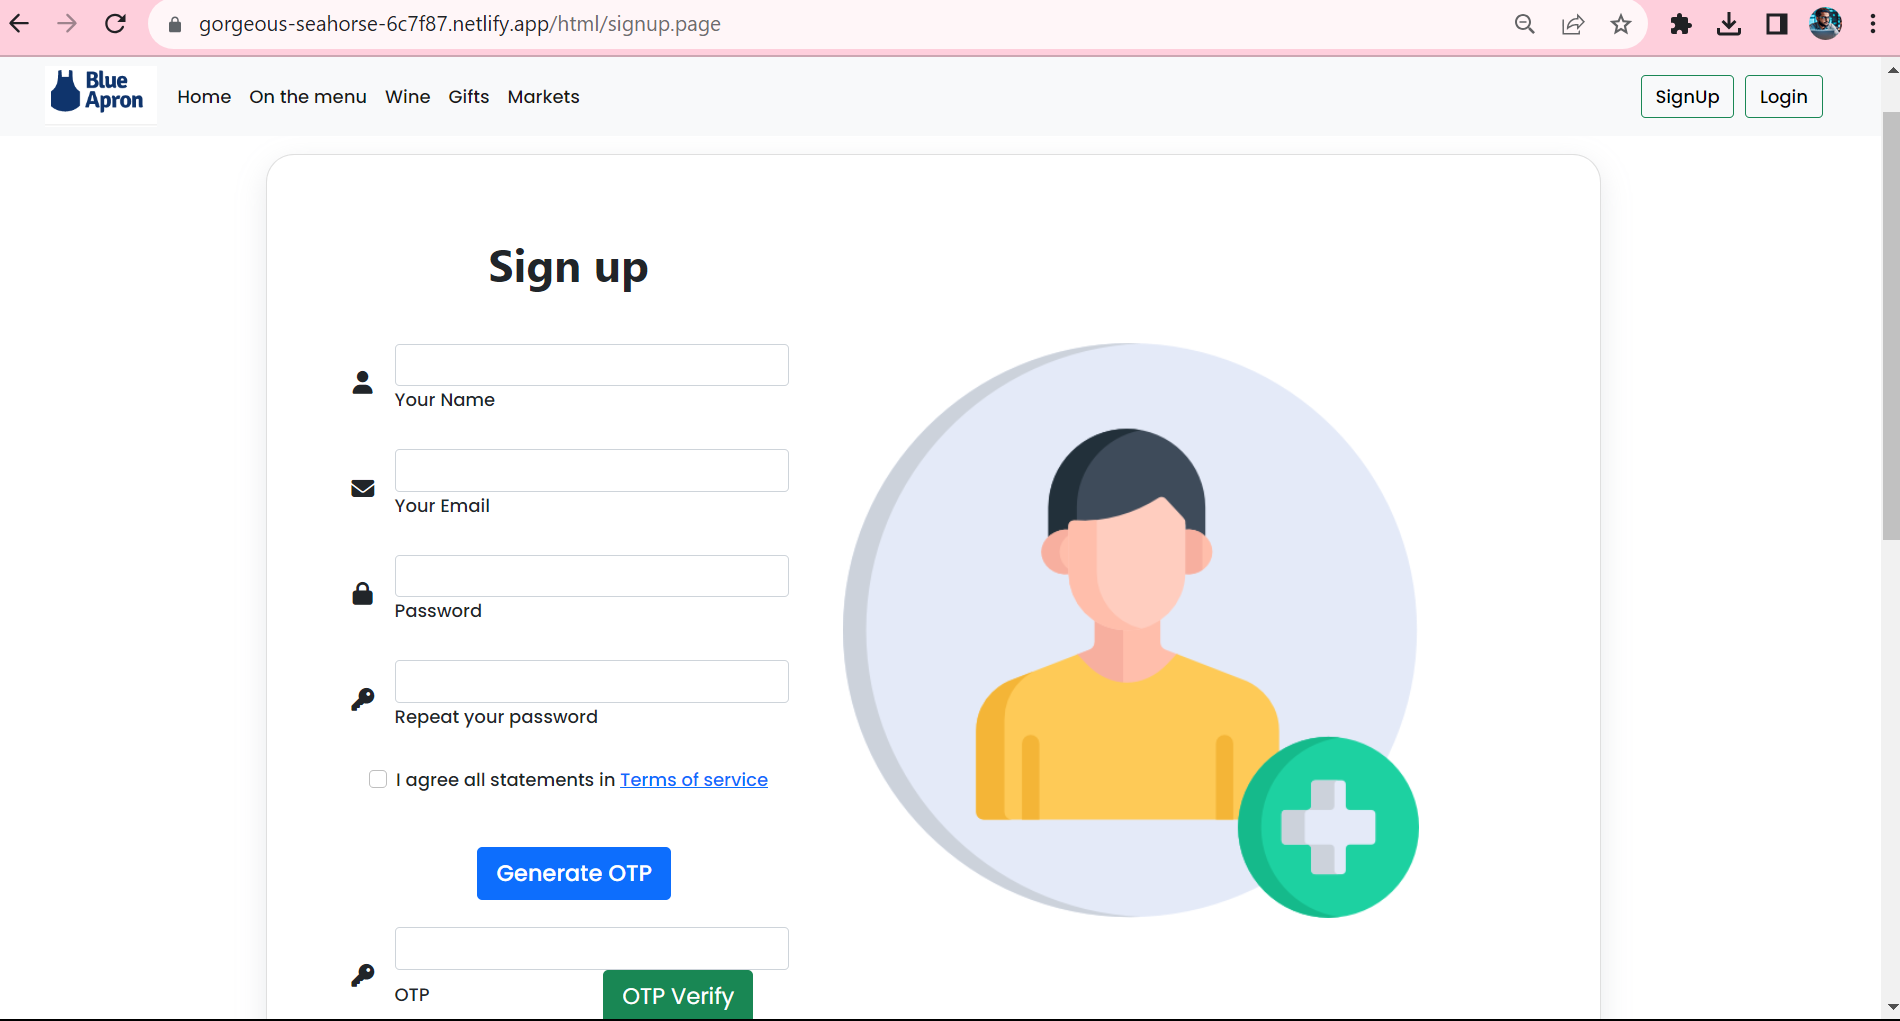 gorgeous-seahorse-6c7f87.netlify.app/html/signup.page
Blue
Apron
Home On the menu Wine Gifts Markets SignUp Login
Sign up
Your Name
Your Email
Password
Repeat your password
I agree all statements in Terms of service
Generate OTP
OTP OTP Verify